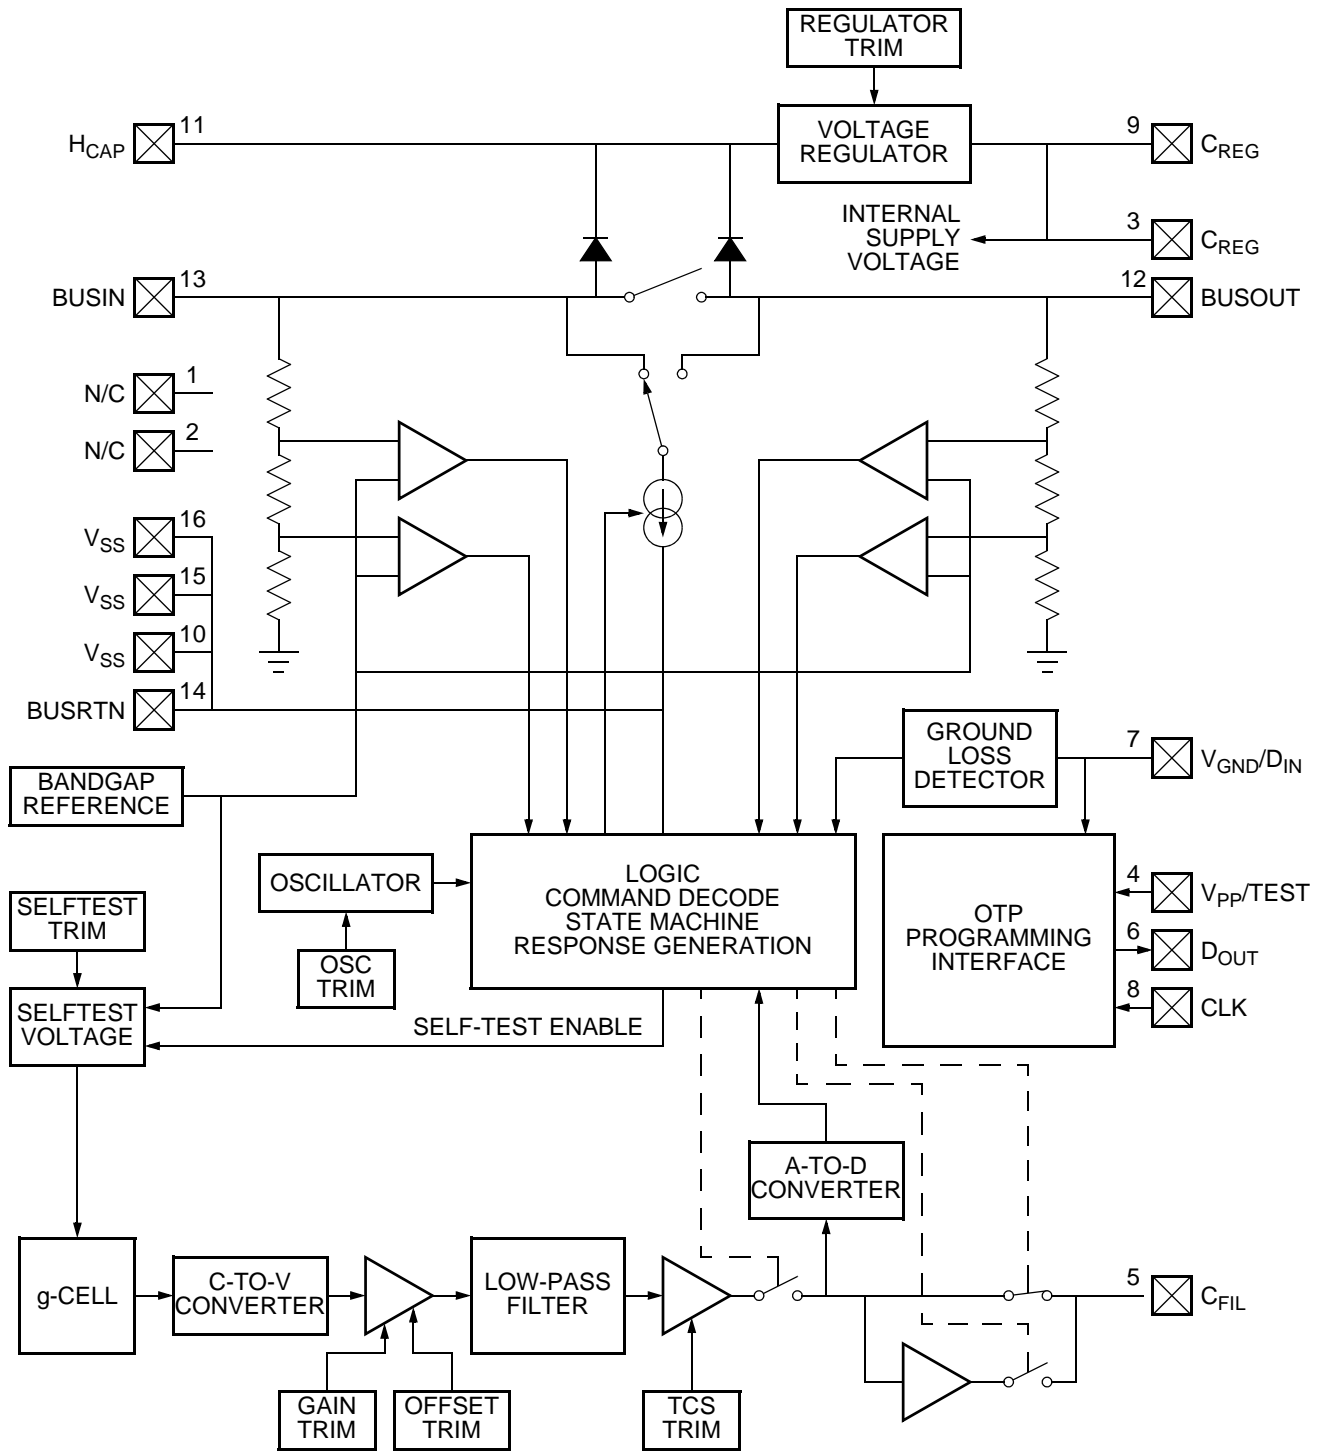 REGULATOR
TRIM
11
HCAP
VOLTAGE
REGULATOR
9
CREG
INTERNAL
SUPPLY
VOLTAGE
3
CREG
13
BUSIN
12
BUSOUT
1
N/C
2
N/C
16
VSS
15
VSS
10
VSS
14
BUSRTN
GROUND
LOSS
DETECTOR
7
VGND/DIN
BANDGAP
REFERENCE
OSCILLATOR
LOGIC
COMMAND DECODE
STATE MACHINE
RESPONSE GENERATION
OTP
PROGRAMMING
INTERFACE
4
VPP/TEST
6
DOUT
8
CLK
SELFTEST
TRIM
OSC
TRIM
SELFTEST
VOLTAGE
SELF-TEST ENABLE
A-TO-D
CONVERTER
g-CELL
C-TO-V
CONVERTER
LOW-PASS
FILTER
5
CFIL
GAIN
TRIM
OFFSET
TRIM
TCS
TRIM